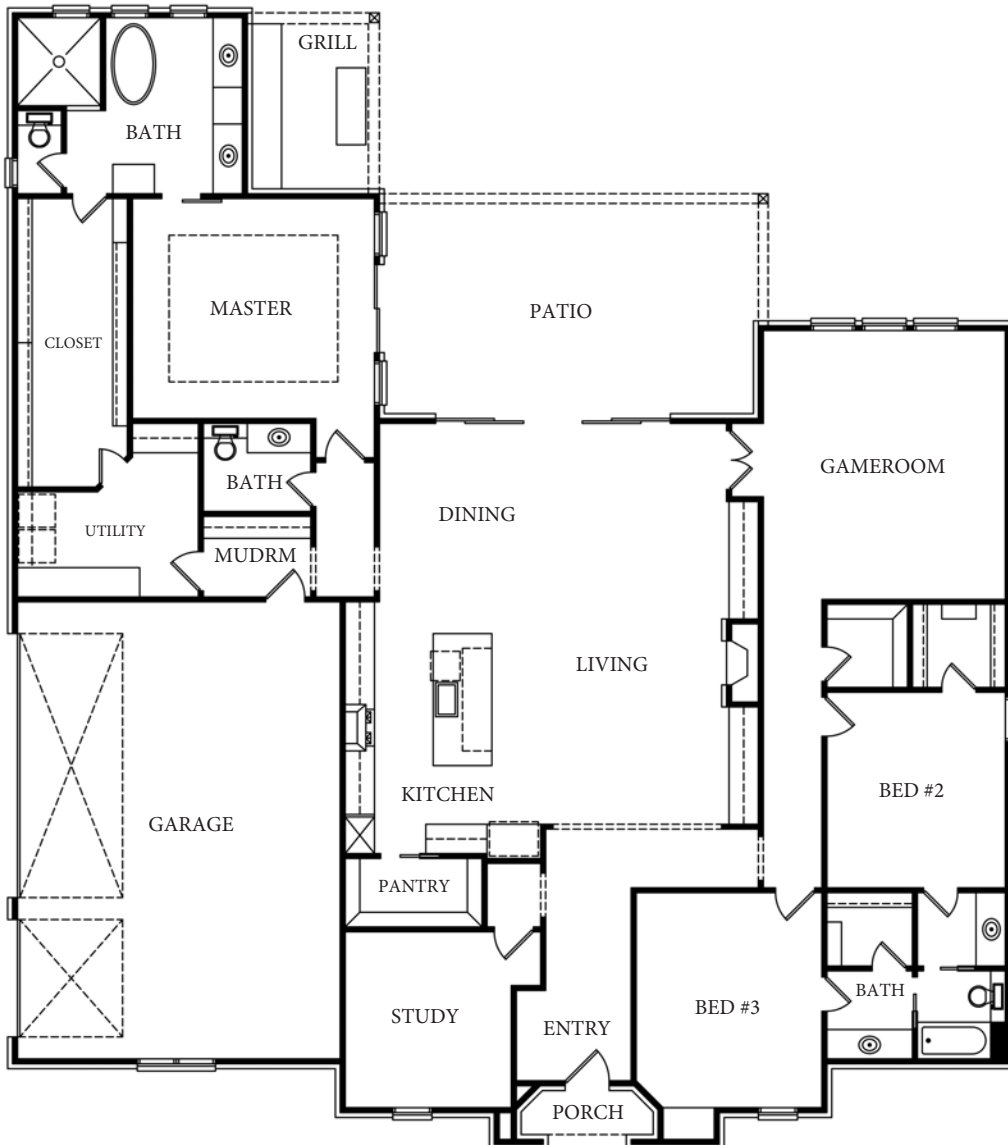 GRILL
BATH
MASTER
PATIO
CLOSET
GAMEROOM
BATH
DINING
UTILITY
MUDRM
LIVING
KITCHEN
BED #2
GARAGE
PANTRY
BATH
BED #3
STUDY
ENTRY
PORCH